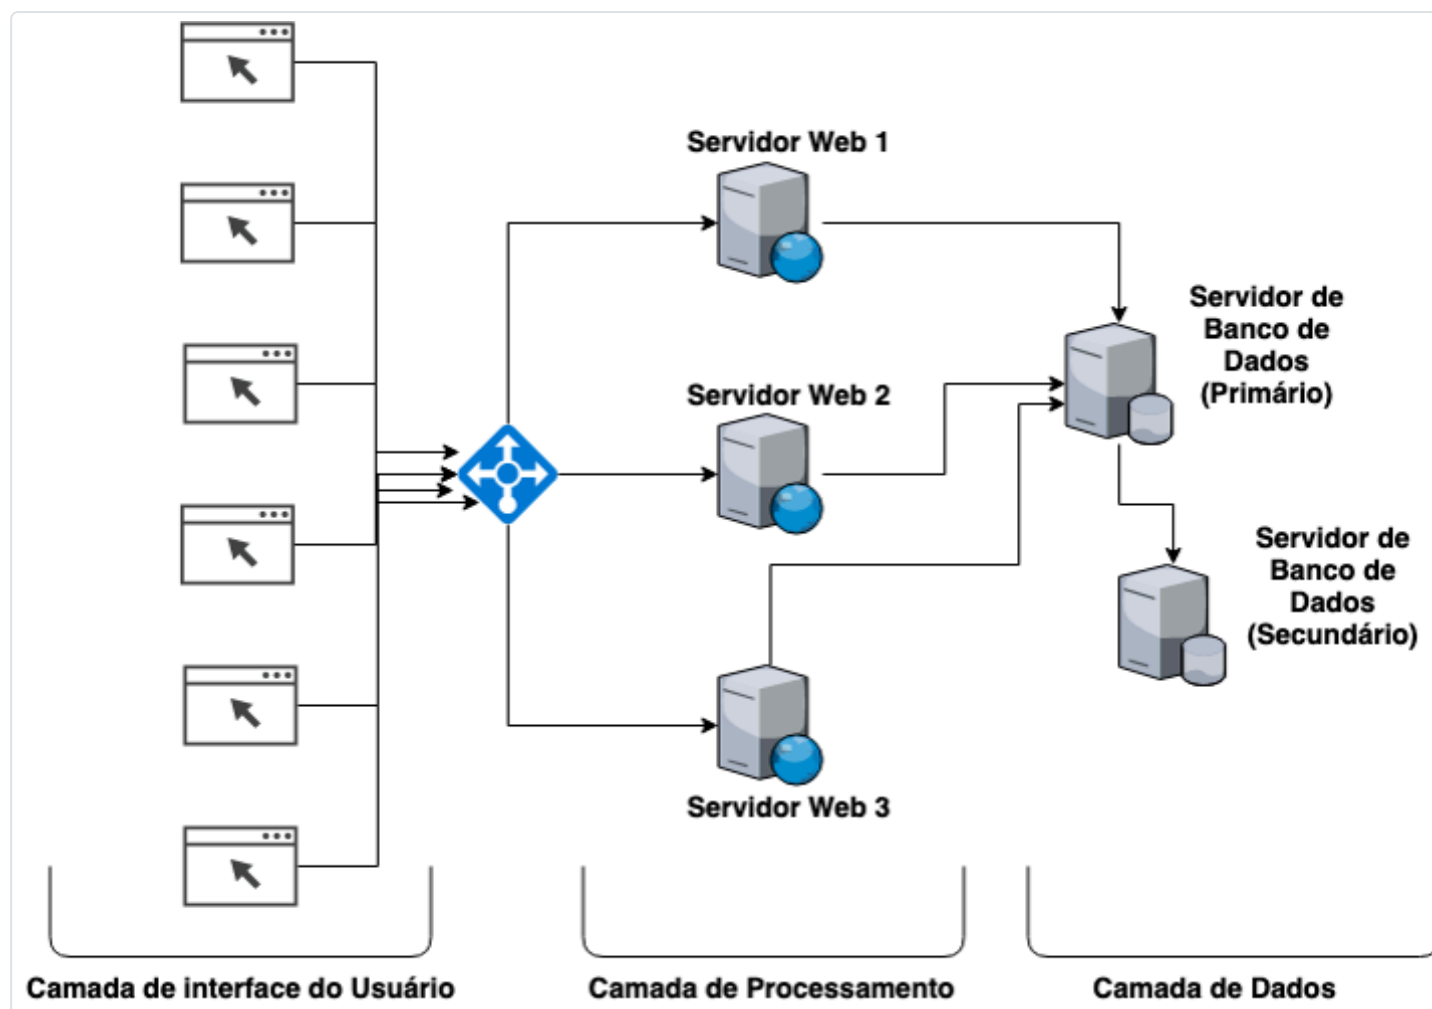 Servidor Web 1
Servidor de
Banco de
Dados
(Primário)
Servidor Web 2
Servidor de
Banco de
Dados
(Secundário)
Servidor Web 3
Camada de interface do Usuário
Camada de Processamento
Camada de Dados